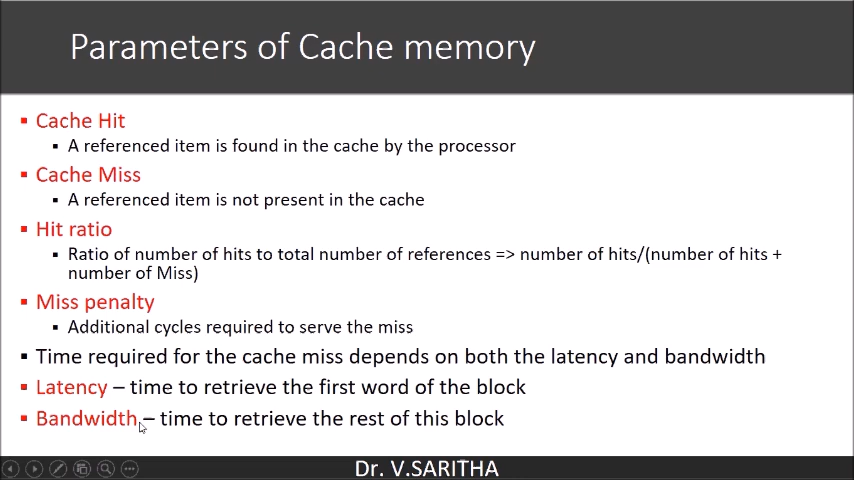 Parameters of Cache memory
▪ Cache Hit
▪ A referenced item is found in the cache by the processor
▪ Cache Miss
▪ A referenced item is not present in the cache
▪ Hit ratio
▪ Ratio of number of hits to total number of references => number of hits/(number of hits +
number of Miss)
▪ Miss penalty
▪ Additional cycles required to serve the miss
▪ Time required for the cache miss depends on both the latency and bandwidth
▪ Latency – time to retrieve the first word of the block
▪ Bandwidth – time to retrieve the rest of this block
Dr. V.SARITHA